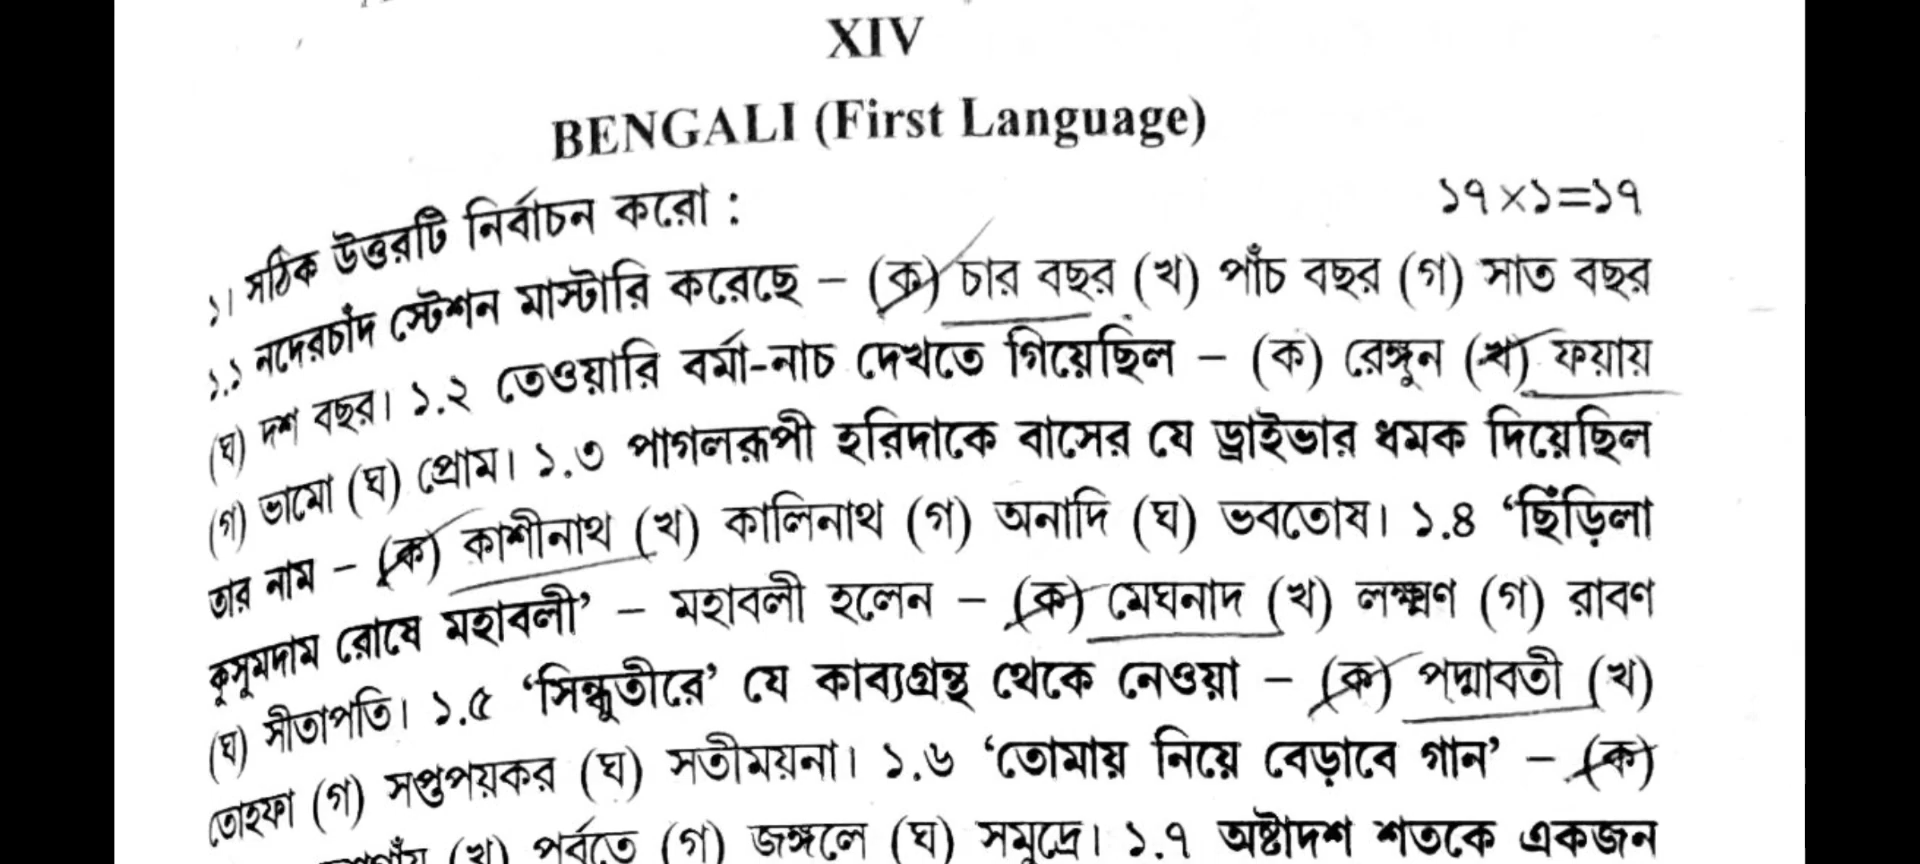 XIV
BENGALI (First Language)
১। সঠিক উত্তরটি নির্বাচন করো : ১৭×১=১৭
১.১ নদেরচাঁদ স্টেশন মাস্টারি করেছে – (ক) চার বছর (খ) পাঁচ বছর (গ) সাত বছর
(ঘ) দশ বছর। ১.২ তেওয়ারি বর্মা-নাচ দেখতে গিয়েছিল – (ক) রেঙ্গুন (খ) ফয়ায়
(গ) ভামো (ঘ) প্রোম। ১.৩ পাগলরূপী হরিদাকে বাসের যে ড্রাইভার ধমক দিয়েছিল
তার নাম – (ক) কাশীনাথ (খ) কালিনাথ (গ) অনাদি (ঘ) ভবতোষ। ১.৪ ‘ছিঁড়িলা
কুসুমদাম রোষে মহাবলী’ – মহাবলী হলেন – (ক) মেঘনাদ (খ) লক্ষ্মণ (গ) রাবণ
(ঘ) সীতাপতি। ১.৫ ‘সিন্ধুতীরে’ যে কাব্যগ্রন্থ থেকে নেওয়া – (ক) পদ্মাবতী (খ)
তোহফা (গ) সপ্তপয়কর (ঘ) সতীময়না। ১.৬ ‘তোমায় নিয়ে বেড়াবে গান’ – (ক)
(খ) পর্বতে (গ) জঙ্গলে (ঘ) সমুদ্রে। ১.৭ অষ্টাদশ শতকে একজন